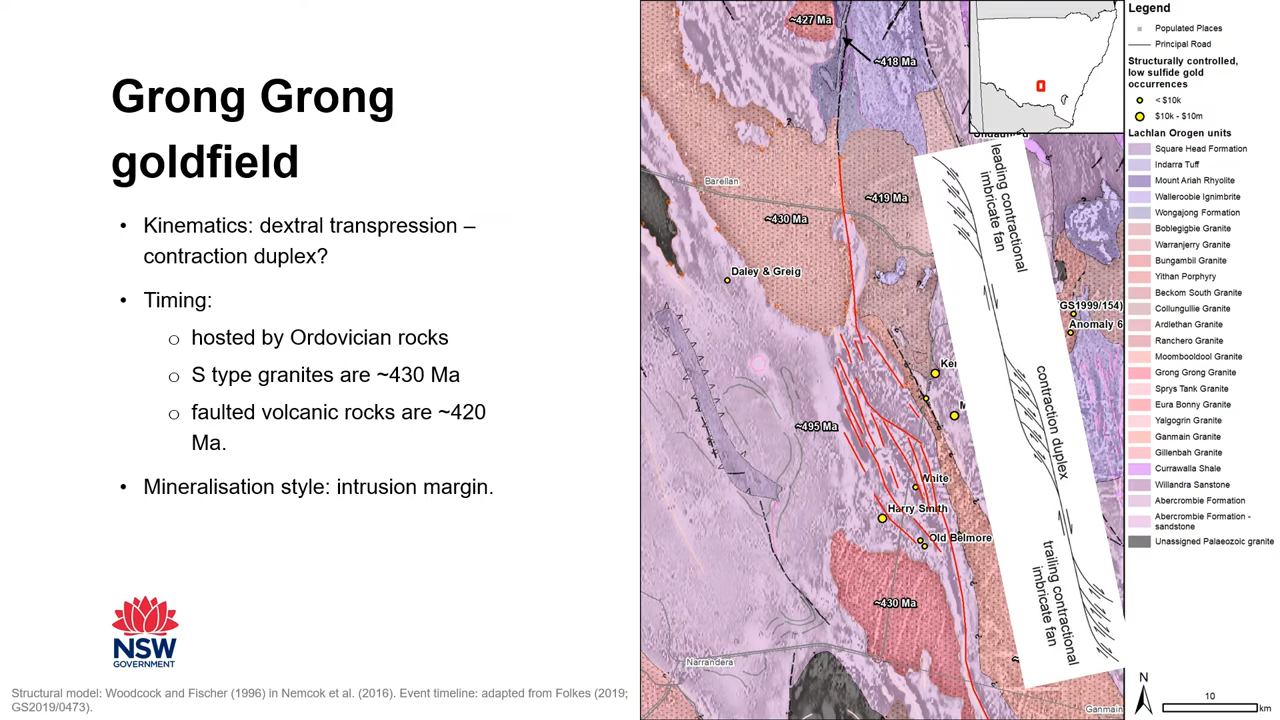 Grong Grong
goldfield
• Kinematics: dextral transpression –
contraction duplex?
• Timing:
o hosted by Ordovician rocks
o S type granites are ~430 Ma
o faulted volcanic rocks are ~420
Ma.
• Mineralisation style: intrusion margin.
NSW
GOVERNMENT
Structural model: Woodcock and Fischer (1996) in Nemcok et al. (2016). Event timeline: adapted from Folkes (2019;
GS2019/0473).
~427 Ma
~418 Ma
Barellan
~419 Ma
~430 Ma
Daley & Greig
(GS1999/154)
Anomaly 6
~495 Ma
White
Harry Smith
Old Belmore
~430 Ma
Narrandera
Ganmain
leading contractional
imbricate fan
contraction duplex
trailing contractional
imbricate fan
Legend
Populated Places
Principal Road
Structurally controlled,
low sulfide gold
occurrences
< $10k
$10k - $10m
Lachlan Orogen units
Square Head Formation
Indarra Tuff
Mount Ariah Rhyolite
Walleroobie Ignimbrite
Wongajong Formation
Boblegigbie Granite
Warranjerry Granite
Bungambil Granite
Yithan Porphyry
Beckom South Granite
Collingullie Granite
Ardlethan Granite
Ranchero Granite
Moombooldool Granite
Grong Grong Granite
Sprys Tank Granite
Eura Bonny Granite
Yalgogrin Granite
Ganmain Granite
Gillenbah Granite
Currawalla Shale
Willandra Sanstone
Abercrombie Formation
Abercrombie Formation -
sandstone
Unassigned Palaeozoic granite
N
10
km